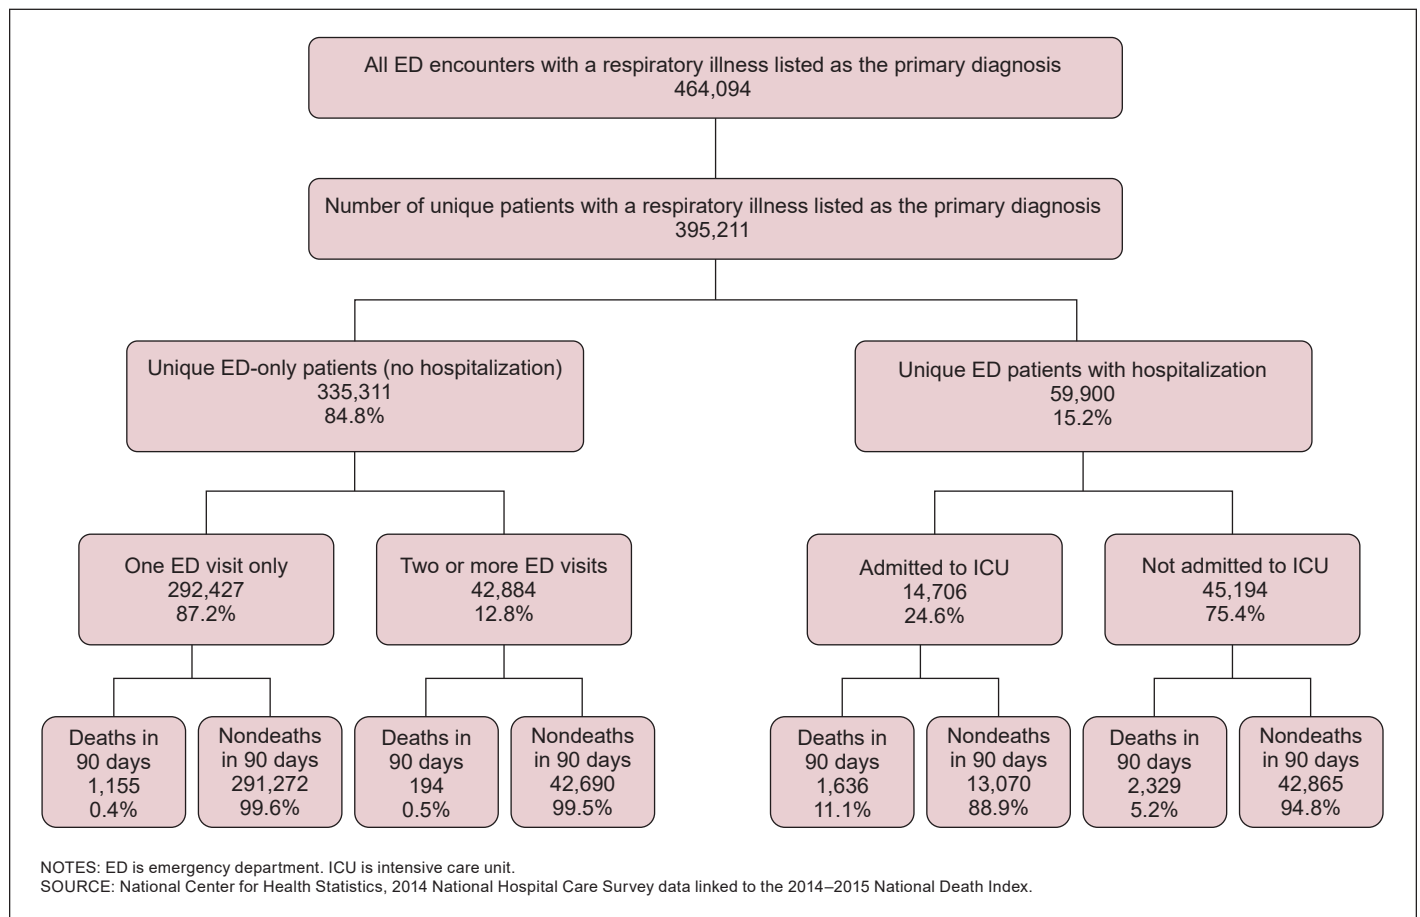 All ED encounters with a respiratory illness listed as the primary diagnosis
464,094
Number of unique patients with a respiratory illness listed as the primary diagnosis
395,211
Unique ED-only patients (no hospitalization)
335,311
84.8%
Unique ED patients with hospitalization
59,900
15.2%
One ED visit only
292,427
87.2%
Two or more ED visits
42,884
12.8%
Admitted to ICU
14,706
24.6%
Not admitted to ICU
45,194
75.4%
Deaths in
90 days
1,155
0.4%
Nondeaths
in 90 days
291,272
99.6%
Deaths in
90 days
194
0.5%
Nondeaths
in 90 days
42,690
99.5%
Deaths in
90 days
1,636
11.1%
Nondeaths
in 90 days
13,070
88.9%
Deaths in
90 days
2,329
5.2%
Nondeaths
in 90 days
42,865
94.8%
NOTES: ED is emergency department. ICU is intensive care unit.
SOURCE: National Center for Health Statistics, 2014 National Hospital Care Survey data linked to the 2014–2015 National Death Index.